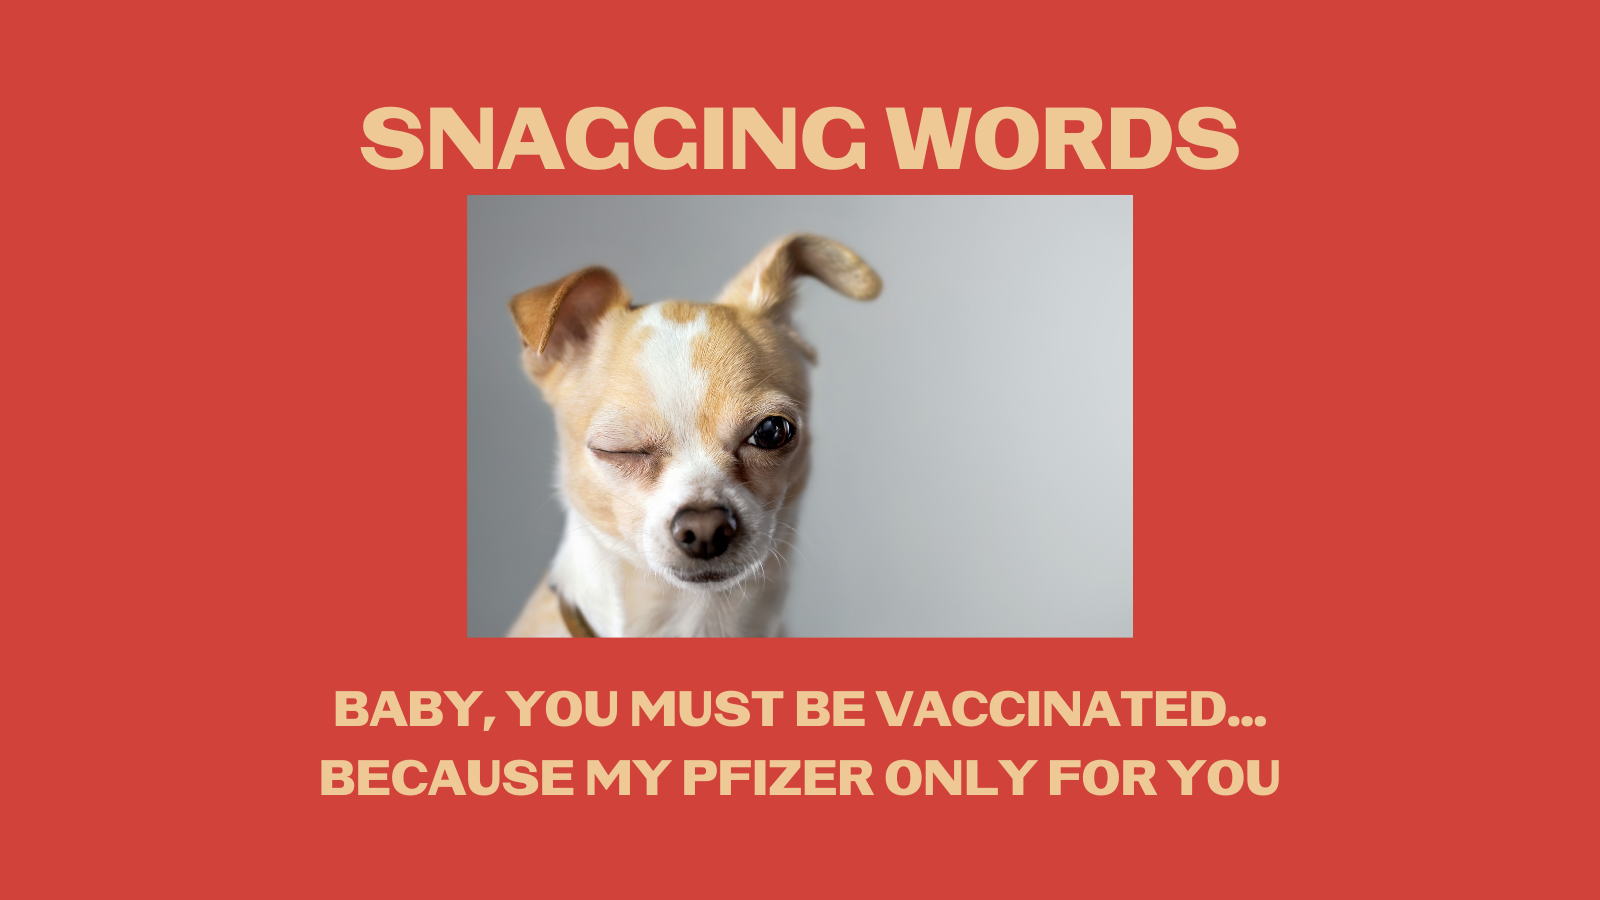 SNAGGING WORDS
BABY, YOU MUST BE VACCINATED...
BECAUSE MY PFIZER ONLY FOR YOU